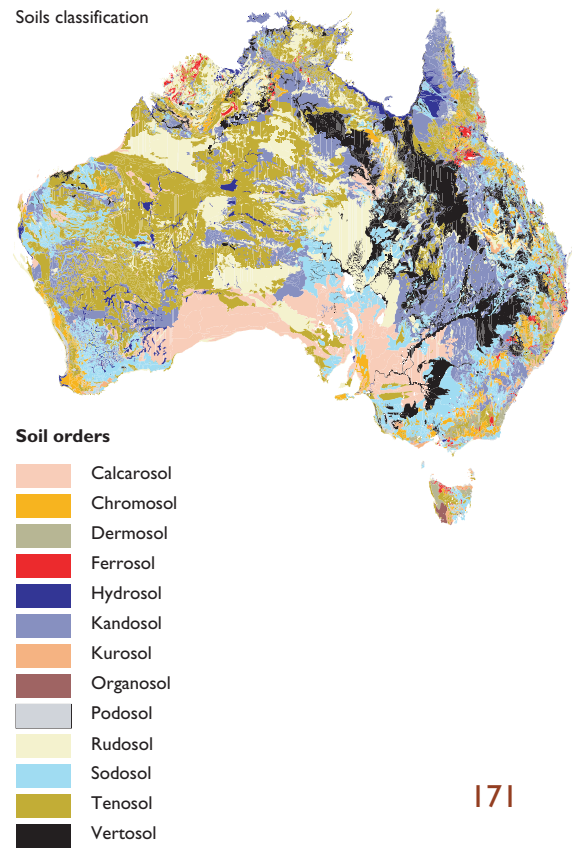 Soils classification
Soil orders
Calcarosol
Chromosol
Dermosol
Ferrosol
Hydrosol
Kandosol
Kurosol
Organosol
Podosol
Rudosol
Sodosol
Tenosol
Vertosol
171